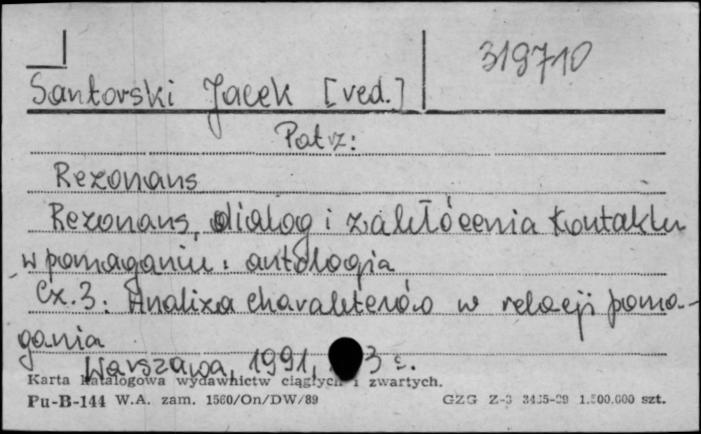 319710
Santorski Jacek [red.]
Patrz:
Rezonans
Rezonans, dialog i zakłócenia kontaktu
w pomaganiu : antologia
Cz. 3: Analiza charakterów w relacji poma-
gania
Warszawa, 1991, 3 s.
Karta katalogowa wydawnictw ciągłych i zwartych.
Pu-B-144 W.A. zam. 1560/On/DW/89 GZG Z-3 1.500.000 szt.